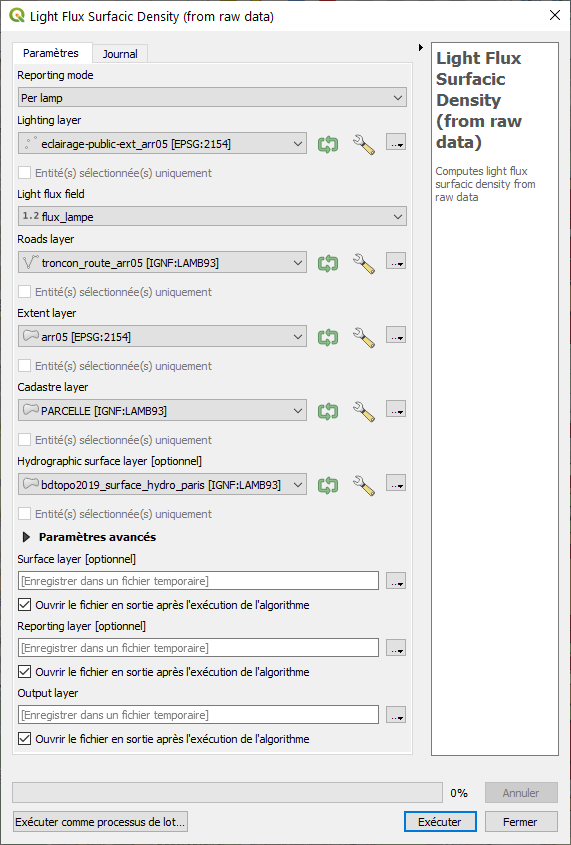 Light Flux Surfacic Density (from raw data)
Paramètres
Journal
Reporting mode
Per lamp
Lighting layer
eclairage-public-ext_arr05 [EPSG:2154]
...
Entité(s) sélectionnée(s) uniquement
Light flux field
1.2 flux_lampe
Roads layer
troncon_route_arr05 [IGNF:LAMB93]
...
Entité(s) sélectionnée(s) uniquement
Extent layer
arr05 [EPSG:2154]
...
Entité(s) sélectionnée(s) uniquement
Cadastre layer
PARCELLE [IGNF:LAMB93]
...
Entité(s) sélectionnée(s) uniquement
Hydrographic surface layer [optionnel]
bdtopo2019_surface_hydro_paris [IGNF:LAMB93]
...
Entité(s) sélectionnée(s) uniquement
Paramètres avancés
Surface layer [optionnel]
[Enregistrer dans un fichier temporaire]
...
Ouvrir le fichier en sortie après l'exécution de l'algorithme
Reporting layer [optionnel]
[Enregistrer dans un fichier temporaire]
...
Ouvrir le fichier en sortie après l'exécution de l'algorithme
Output layer
[Enregistrer dans un fichier temporaire]
...
Ouvrir le fichier en sortie après l'exécution de l'algorithme
Light Flux
Surfacic
Density
(from raw
data)
Computes light flux
surfacic density from
raw data
0%
Annuler
Exécuter comme processus de lot...
Exécuter
Fermer